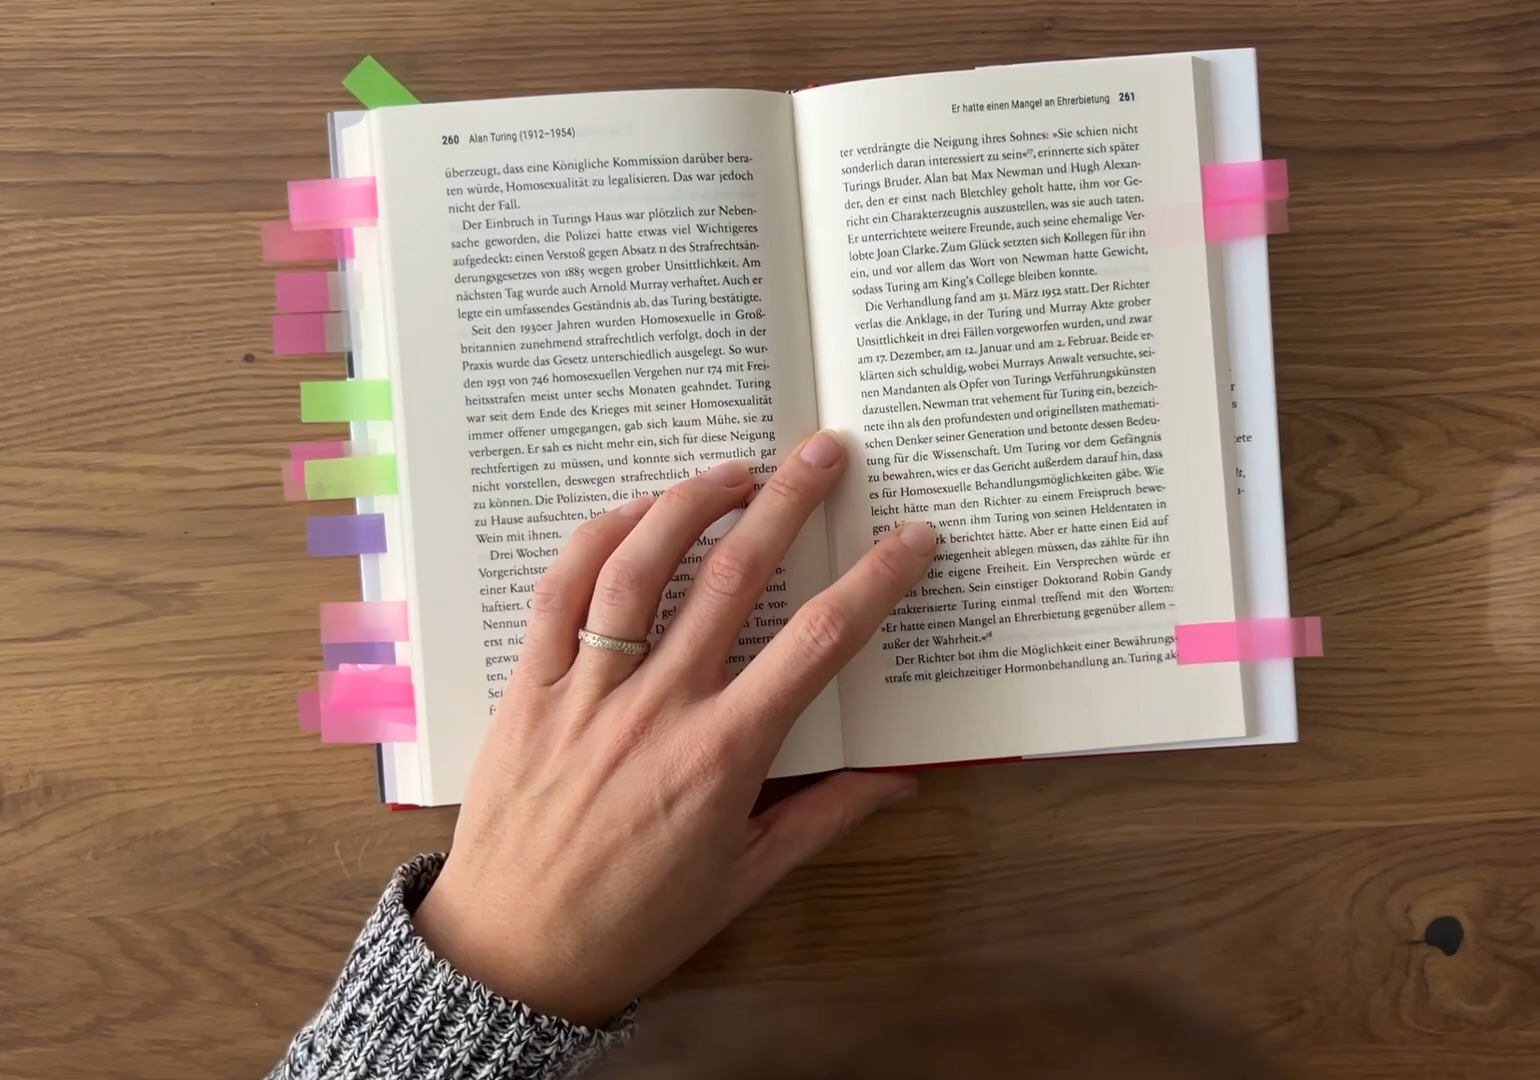 260 Alan Turing (1912–1954)
überzeugt, dass eine Königliche Kommission darüber bera-
ten würde, Homosexualität zu legalisieren. Das war jedoch
nicht der Fall.
Der Einbruch in Turings Haus war plötzlich zur Neben-
sache geworden, die Polizei hatte etwas viel Wichtigeres
aufgedeckt: einen Verstoß gegen Absatz 11 des Strafrechtsän-
derungsgesetzes von 1885 wegen grober Unsittlichkeit. Am
nächsten Tag wurde auch Arnold Murray verhaftet. Auch er
legte ein umfassendes Geständnis ab, das Turing bestätigte.
Seit den 1930er Jahren wurden Homosexuelle in Groß-
britannien zunehmend strafrechtlich verfolgt, doch in der
Praxis wurde das Gesetz unterschiedlich ausgelegt. So wur-
den 1951 von 746 homosexuellen Vergehen nur 174 mit Frei-
heitsstrafen meist unter sechs Monaten geahndet. Turing
war seit dem Ende des Krieges mit seiner Homosexualität
immer offener umgegangen, gab sich kaum Mühe, sie zu
verbergen. Er sah es nicht mehr ein, sich für diese Neigung
rechtfertigen zu müssen, und konnte sich vermutlich gar
nicht vorstellen, deswegen strafrechtlich
zu können. Die Polizisten, die ihn
zu Hause aufsuchten,
Wein mit ihnen.
Drei Wochen
einer
haftiert.
erst
ten,
Er hatte einen Mangel an Ehrerbietung 261
ter verdrängte die Neigung ihres Sohnes: »Sie schien nicht
sonderlich daran interessiert zu sein«¹⁷, erinnerte sich später
Turings Bruder. Alan bat Max Newman und Hugh Alexan-
der, den er einst nach Bletchley geholt hatte, ihm vor Ge-
richt ein Charakterzeugnis auszustellen, was sie auch taten.
Er unterrichtete weitere Freunde, auch seine ehemalige Ver-
lobte Joan Clarke. Zum Glück setzten sich Kollegen für ihn
ein, und vor allem das Wort von Newman hatte Gewicht,
sodass Turing am King's College bleiben konnte.
Die Verhandlung fand am 31. März 1952 statt. Der Richter
verlas die Anklage, in der Turing und Murray Akte grober
Unsittlichkeit in drei Fällen vorgeworfen wurden, und zwar
am 17. Dezember, am 12. Januar und am 2. Februar. Beide er-
klärten sich schuldig, wobei Murrays Anwalt versuchte, sei-
nen Mandanten als Opfer von Turings Verführungskünsten
dazustellen. Newman trat vehement für Turing ein, bezeich-
nete ihn als den profundesten und originellsten mathemati-
schen Denker seiner Generation und betonte dessen Bedeu-
tung für die Wissenschaft. Um Turing vor dem Gefängnis
zu bewahren, wies er das Gericht außerdem darauf hin, dass
es für Homosexuelle Behandlungsmöglichkeiten gäbe. Wie
leicht hätte man den Richter zu einem Freispruch bewe-
gen wenn ihm Turing von seinen Heldentaten in
berichtet hätte. Aber er hatte einen Eid auf
ablegen müssen, das zählte für ihn
die eigene Freiheit. Ein Versprechen würde er
brechen. Sein einstiger Doktorand Robin Gandy
Turing einmal treffend mit den Worten:
»Er hatte einen Mangel an Ehrerbietung gegenüber allem –
außer der Wahrheit.«¹⁸
Der Richter bot ihm die Möglichkeit einer Bewährungs-
strafe mit gleichzeitiger Hormonbehandlung an. Turing ak-